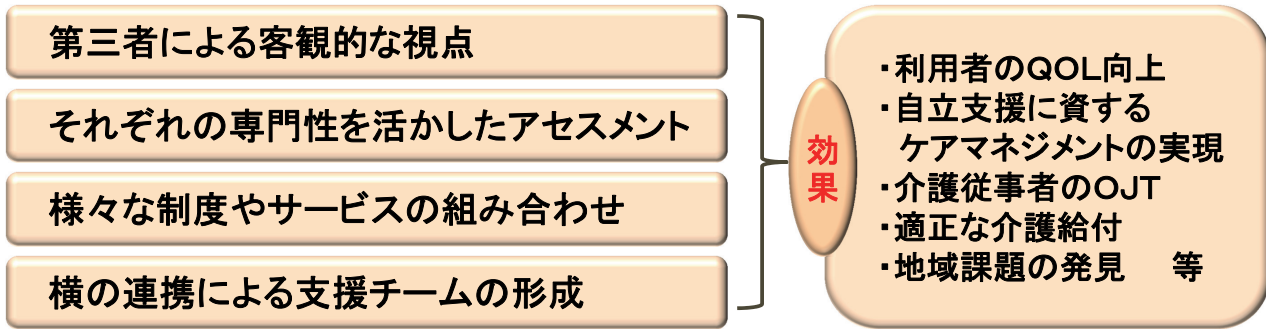 第三者による客観的な視点
それぞれの専門性を活かしたアセスメント
様々な制度やサービスの組み合わせ
横の連携による支援チームの形成
効果
・利用者のＱＯＬ向上
・自立支援に資する
ケアマネジメントの実現
・介護従事者のＯＪＴ
・適正な介護給付
・地域課題の発見　等